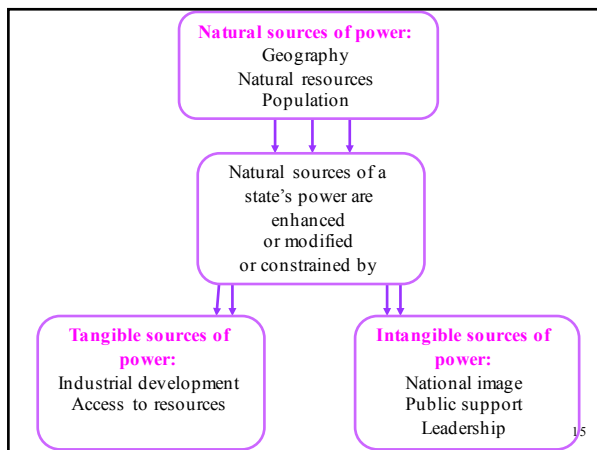 Natural sources of power:
Geography
Natural resources
Population
Natural sources of a
state's power are
enhanced
or modified
or constrained by
Tangible sources of
power:
Industrial development
Access to resources
Intangible sources of
power:
National image
Public support
Leadership
15